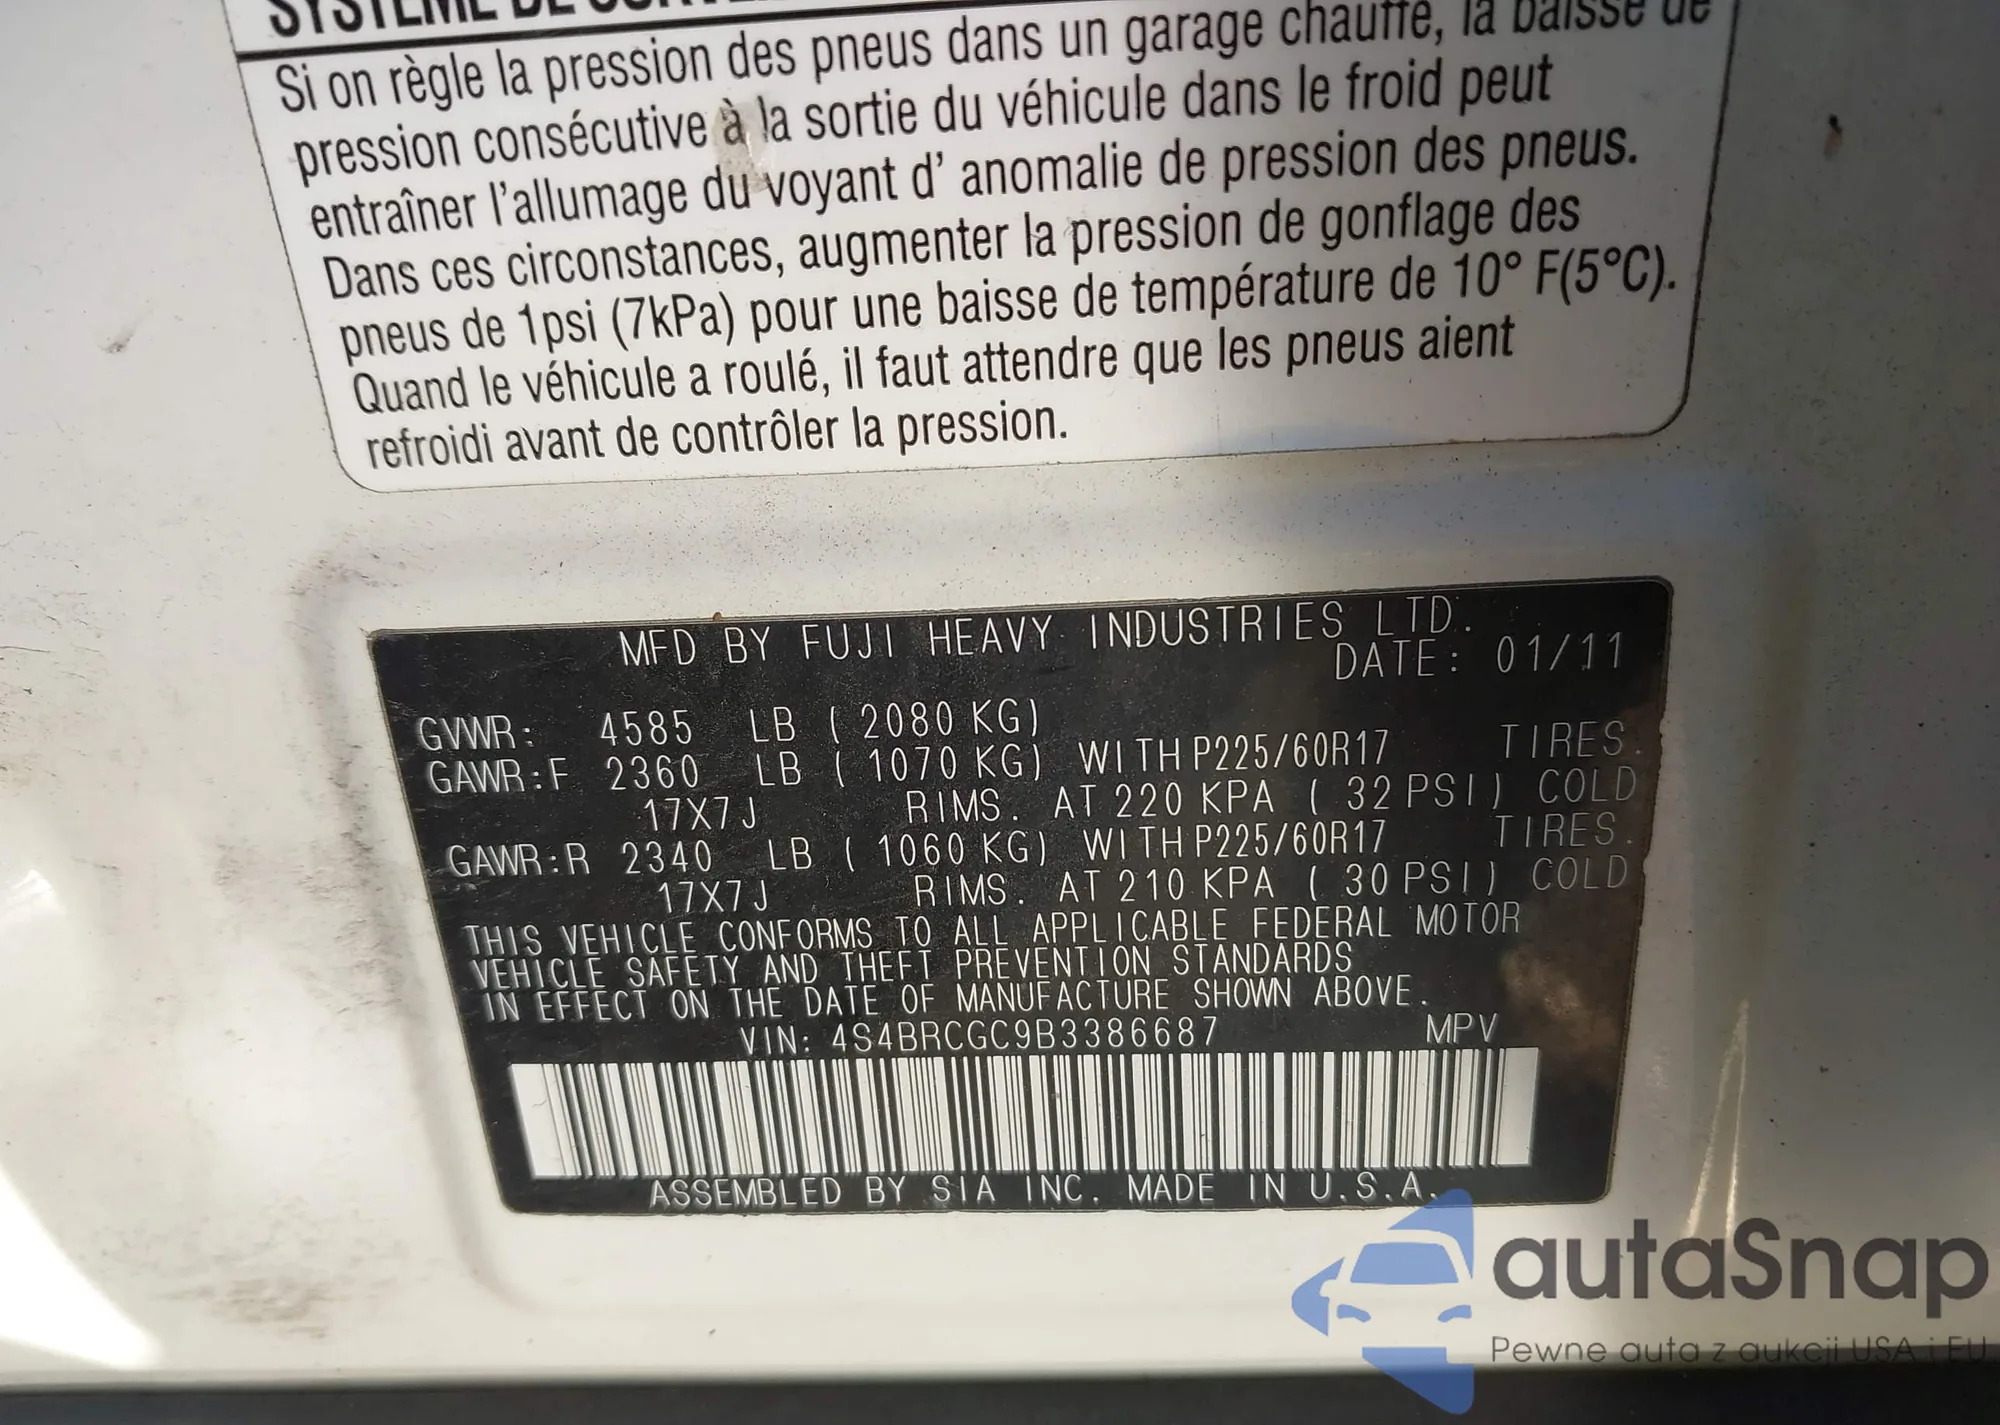 SYSTÈME DE
Si on règle la pression des pneus dans un garage chauffé, la baisse de
pression consécutive à la sortie du véhicule dans le froid peut
entraîner l'allumage du voyant d' anomalie de pression des pneus.
Dans ces circonstances, augmenter la pression de gonflage des
pneus de 1psi (7kPa) pour une baisse de température de 10° F(5°C).
Quand le véhicule a roulé, il faut attendre que les pneus aient
refroidi avant de contrôler la pression.
MFD BY FUJI HEAVY INDUSTRIES LTD.
DATE: 01/11
GVWR: 4585 LB ( 2080 KG)
GAWR:F 2360 LB ( 1070 KG) WITH P225/60R17 TIRES.
17X7J RIMS. AT 220 KPA ( 32 PSI) COLD
GAWR:R 2340 LB ( 1060 KG) WITH P225/60R17 TIRES.
17X7J RIMS. AT 210 KPA ( 30 PSI) COLD
THIS VEHICLE CONFORMS TO ALL APPLICABLE FEDERAL MOTOR
VEHICLE SAFETY AND THEFT PREVENTION STANDARDS
IN EFFECT ON THE DATE OF MANUFACTURE SHOWN ABOVE.
VIN: 4S4BRCGC9B3386687 MPV
ASSEMBLED BY SIA INC. MADE IN U.S.A.
autaSnap
Pewne auta z aukcji USA i EU